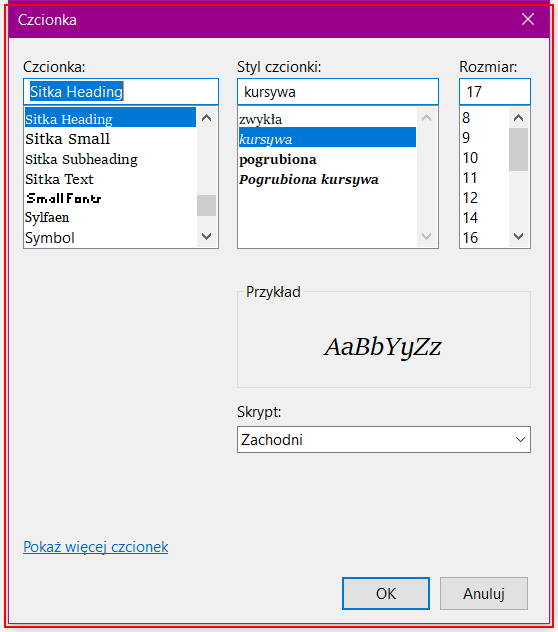 Czcionka
Czcionka:
Sitka Heading
Sitka Heading
Sitka Small
Sitka Subheading
Sitka Text
Small Fonts
Sylfaen
Symbol
Styl czcionki:
kursywa
zwykła
kursywa
pogrubiona
Pogrubiona kursywa
Rozmiar:
17
8
9
10
11
12
14
16
Przykład
AaBbYyZz
Skrypt:
Zachodni
Pokaż więcej czcionek
OK
Anuluj